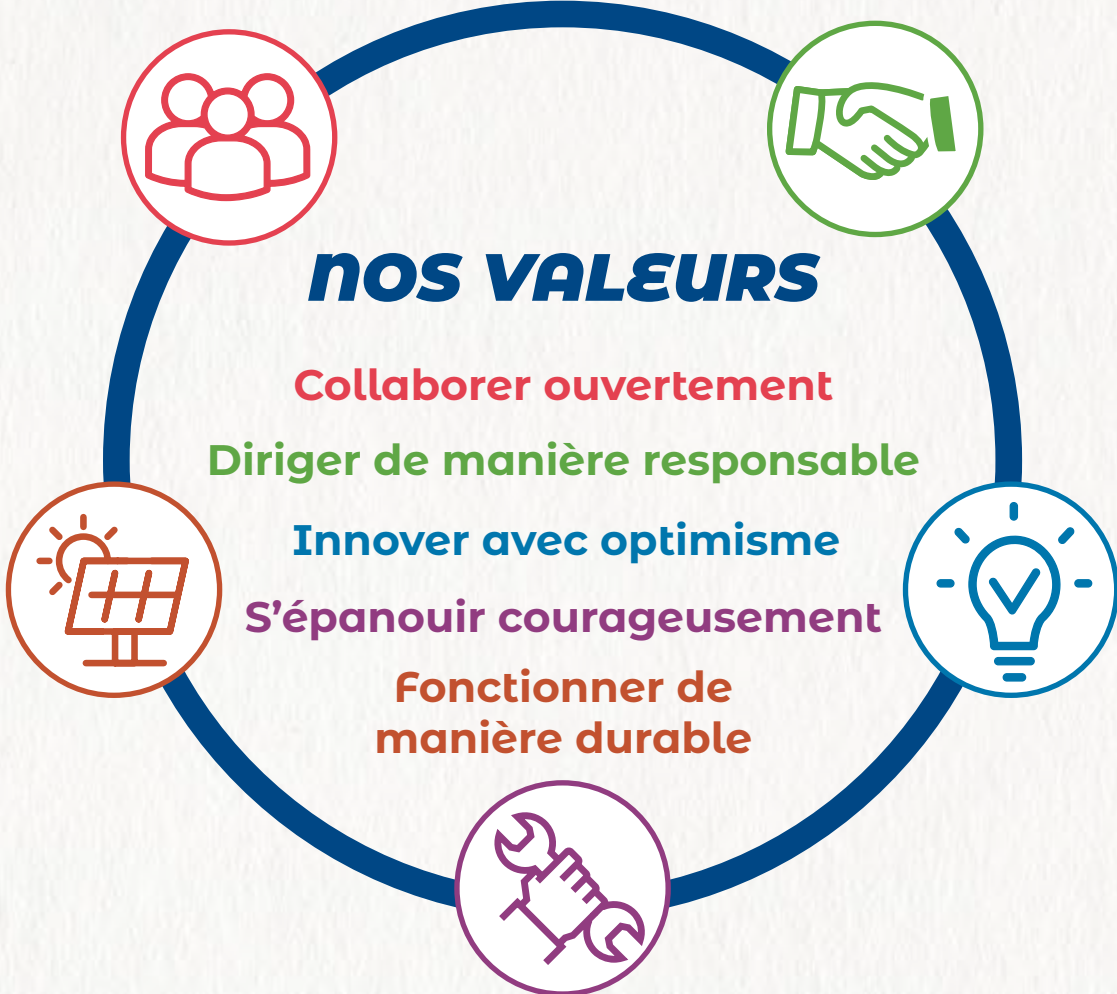 NOS VALEURS
Collaborer ouvertement
Diriger de manière responsable
Innover avec optimisme
S’épanouir courageusement
Fonctionner de
manière durable